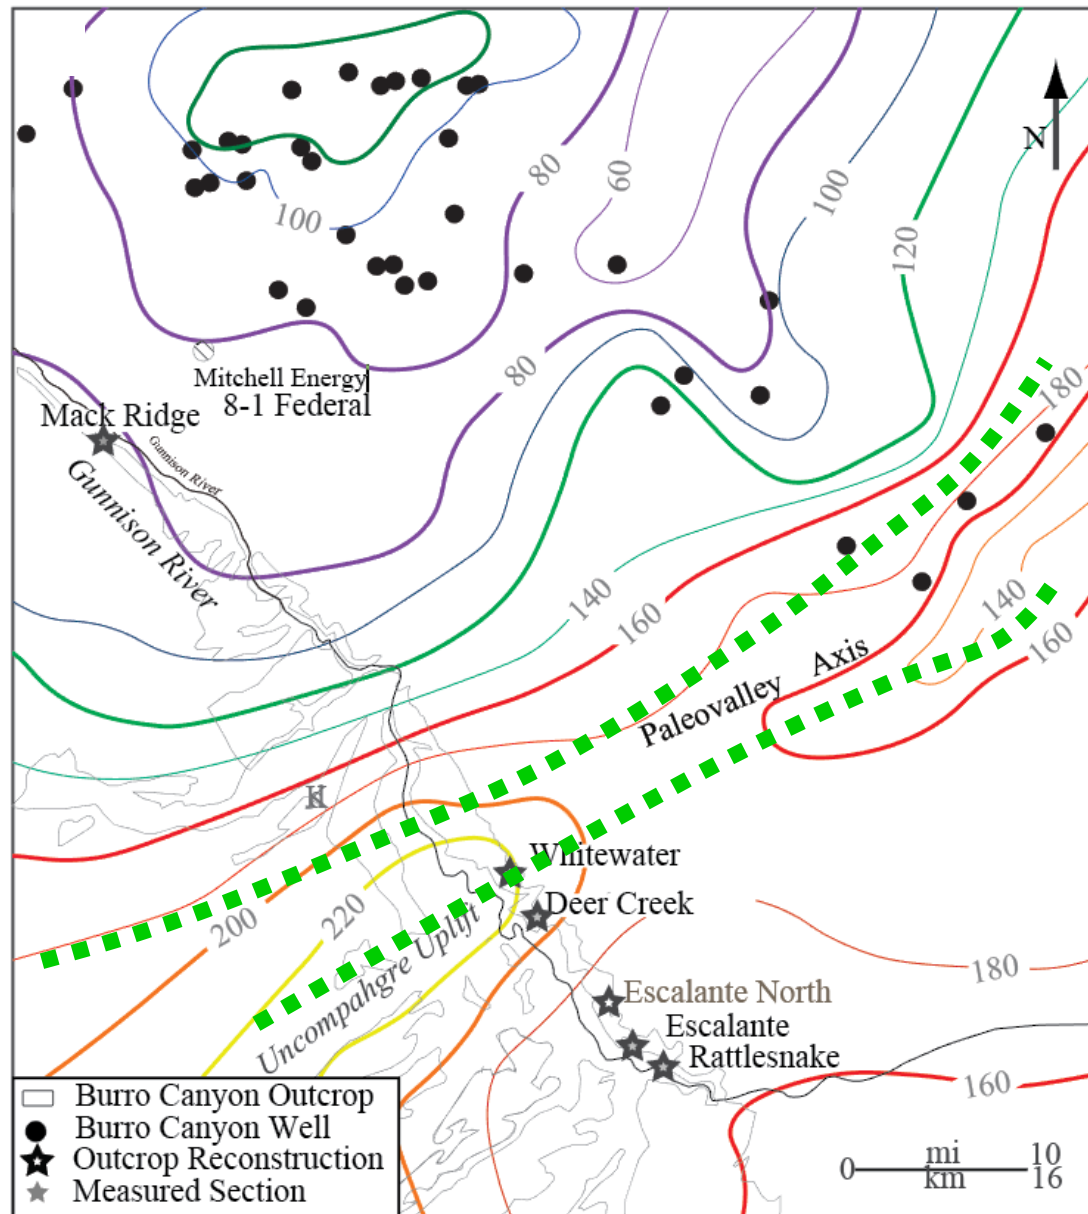 N
80
60
100
100
120
80
Mitchell Energy
8-1 Federal
Mack Ridge
Gunnison River
Gunnison River
180
140
160
140
160
Paleovalley Axis
Whitewater
Deer Creek
200
220
Uncompahgre Uplift
180
Escalante North
Escalante
Rattlesnake
160
Burro Canyon Outcrop
Burro Canyon Well
Outcrop Reconstruction
Measured Section
mi
0 10
km 16